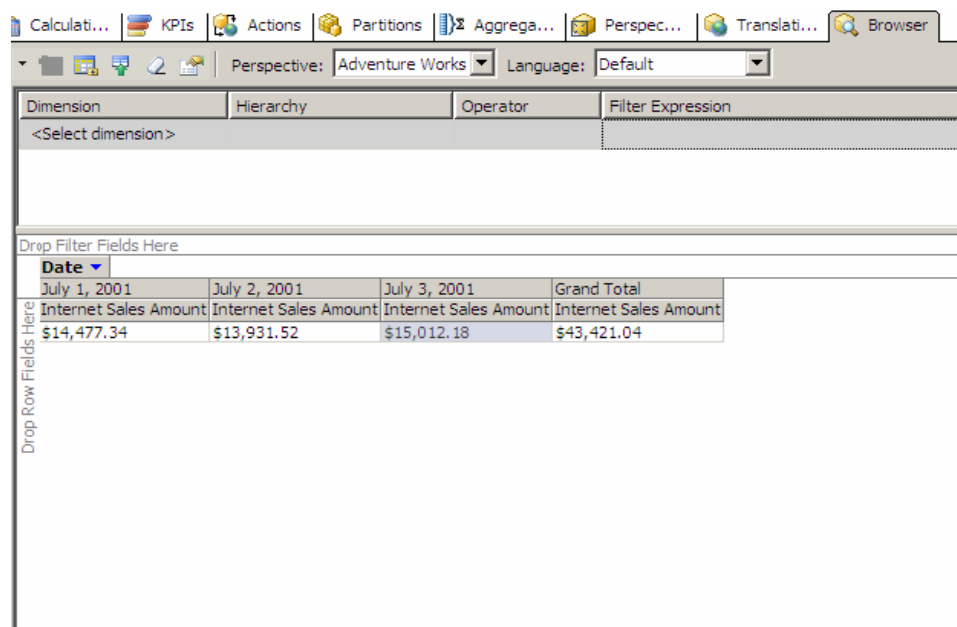 Calculati... KPIs Actions Partitions Aggrega... Perspec... Translati... Browser
Perspective: Adventure Works Language: Default
Dimension Hierarchy Operator Filter Expression
<Select dimension>
Drop Filter Fields Here
Date
July 1, 2001 July 2, 2001 July 3, 2001 Grand Total
Internet Sales Amount Internet Sales Amount Internet Sales Amount Internet Sales Amount
$14,477.34 $13,931.52 $15,012.18 $43,421.04
Drop Row Fields Here